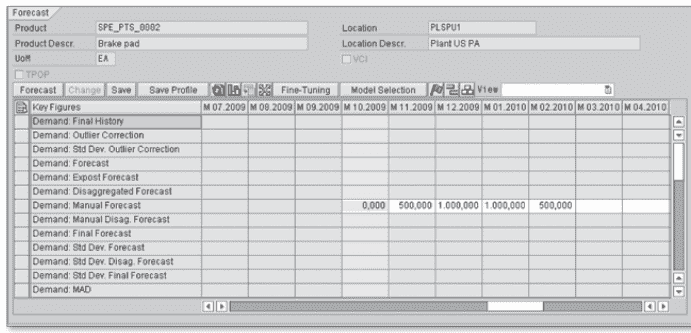 Forecast
Product SPE_PTS_0002 Location PLSPU1
Product Descr. Brake pad Location Descr. Plant US PA
UoM EA VCI
TPOP
Forecast Change Save Save Profile Fine-Tuning Model Selection View
Key Figures M 07.2009 M 08.2009 M 09.2009 M 10.2009 M 11.2009 M 12.2009 M 01.2010 M 02.2010 M 03.2010 M 04.2010
Demand: Final History
Demand: Outlier Correction
Demand: Std Dev. Outlier Correction
Demand: Forecast
Demand: Expost Forecast
Demand: Disaggregated Forecast
Demand: Manual Forecast 0,000 500,000 1.000,000 1.000,000 500,000
Demand: Manual Disag. Forecast
Demand: Final Forecast
Demand: Std Dev. Forecast
Demand: Std Dev. Disag. Forecast
Demand: Std Dev. Final Forecast
Demand: MAD